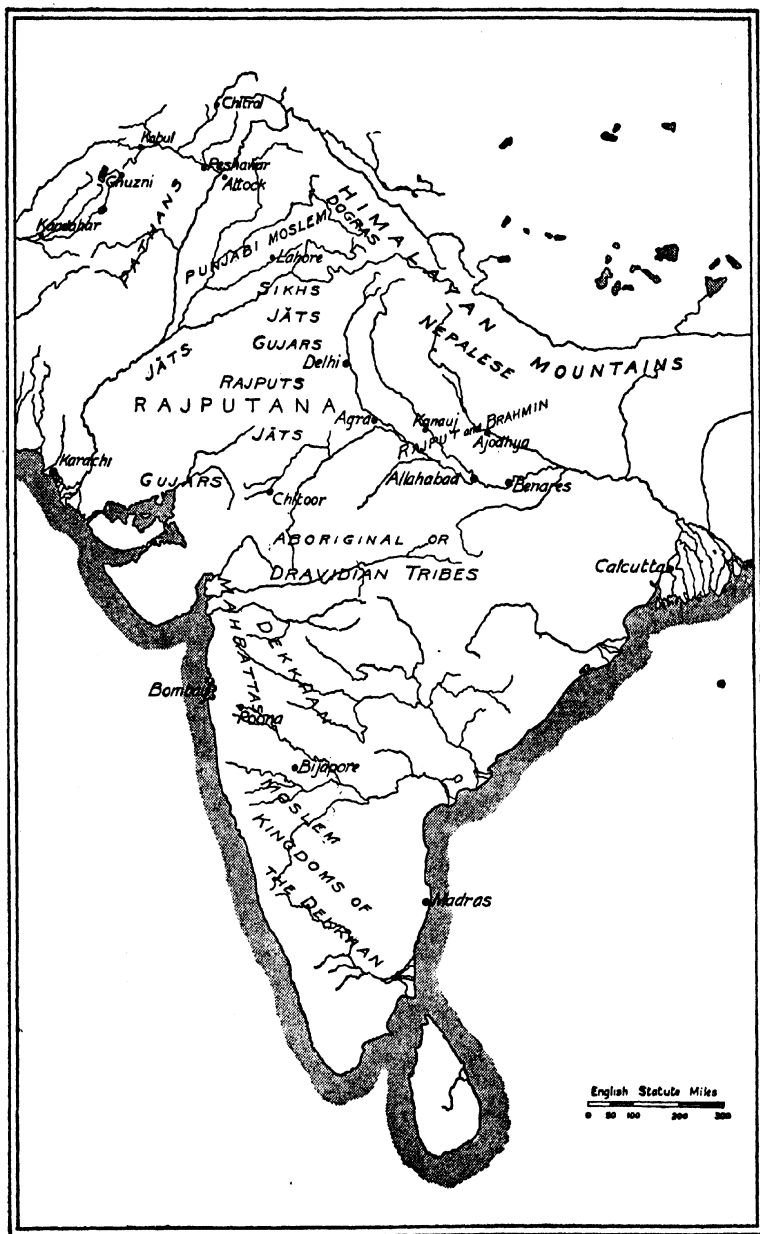 Chitral
Kabul
Peshawar
Ghuzni
Attock
Kandahar
PATHANS
HIMALAYAN
DOGRAS
PUNJABI MOSLEM
Lahore
SIKHS
JĀTS
GUJARS
NEPALESE
MOUNTAINS
JĀTS
Delhi
RAJPUTS
RAJPUTANA
Agra
Kanauj
RAJPUT and BRAHMIN
JĀTS
Ajodhya
Karachi
GUJARS
Chitoor
Allahabad
Benares
ABORIGINAL OR
DRAVIDIAN TRIBES
Calcutta
MAHRATTAS
DEKKHAN
Bombay
Poona
Bijapore
MOSLEM
KINGDOMS OF
THE DEKKHAN
Madras
English Statute Miles
0 50 100 200 300